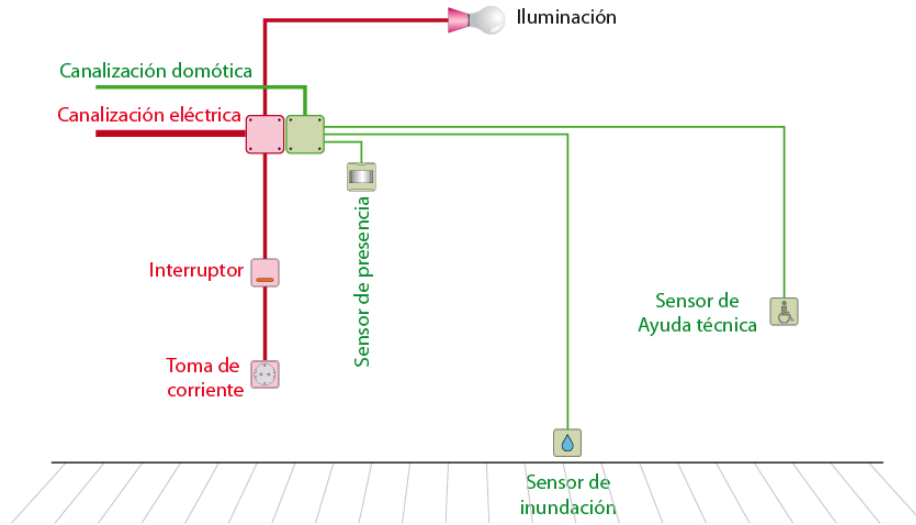 Iluminación
Canalización domótica
Canalización eléctrica
Sensor de presencia
Interruptor
Sensor de
Ayuda técnica
Toma de
corriente
Sensor de
inundación